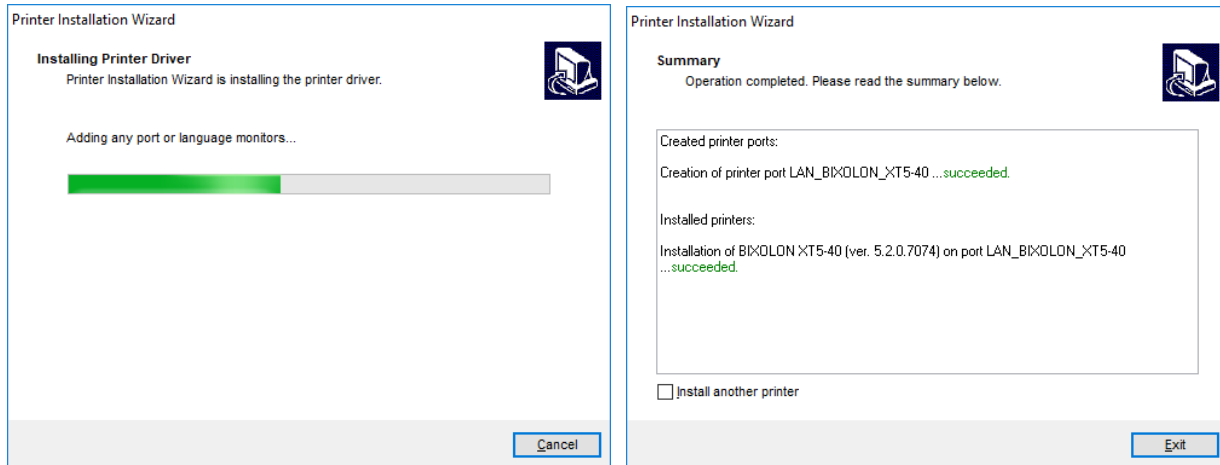 Printer Installation Wizard
Installing Printer Driver
Printer Installation Wizard is installing the printer driver.
Adding any port or language monitors...
Cancel
Printer Installation Wizard
Summary
Operation completed. Please read the summary below.
Created printer ports:
Creation of printer port LAN_BIXOLON_XT5-40 ...succeeded.
Installed printers:
Installation of BIXOLON XT5-40 (ver. 5.2.0.7074) on port LAN_BIXOLON_XT5-40
...succeeded.
Install another printer
Exit